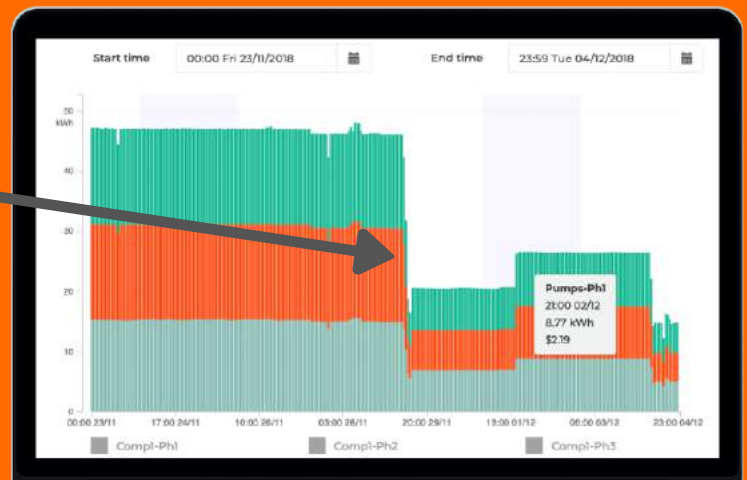 Start time 00:00 Fri 23/11/2018 End time 23:59 Tue 04/12/2018
50
kWh
40
30
20
10
0
Pumps-Ph1
21:00 02/12
8.77 kWh
$2.19
00:00 23/11 17:00 24/11 10:00 26/11 03:00 28/11 20:00 29/11 13:00 01/12 06:00 03/12 23:00 04/12
Comp1-Ph1 Comp1-Ph2 Comp1-Ph3